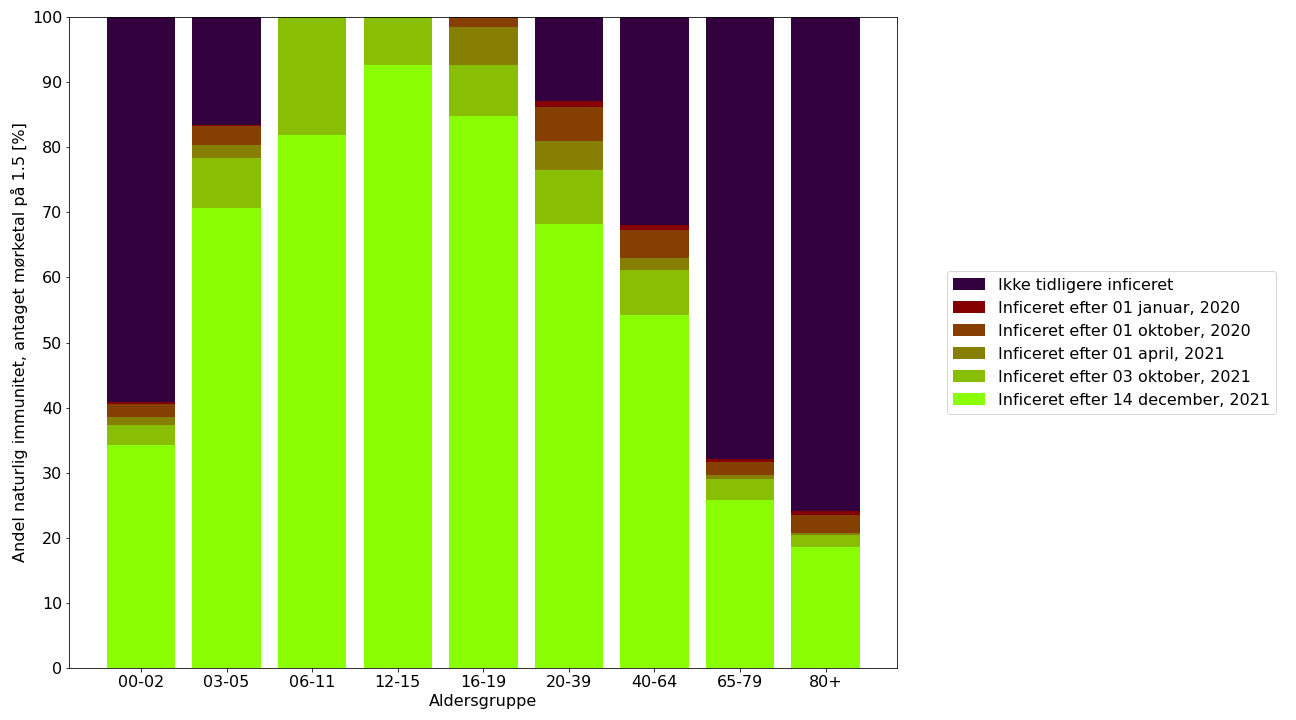 Andel naturlig immunitet, antaget mørketal på 1.5 [%]
100
90
80
70
60
50
40
30
20
10
0
00-02 03-05 06-11 12-15 16-19 20-39 40-64 65-79 80+
Aldersgruppe
Ikke tidligere inficeret
Inficeret efter 01 januar, 2020
Inficeret efter 01 oktober, 2020
Inficeret efter 01 april, 2021
Inficeret efter 03 oktober, 2021
Inficeret efter 14 december, 2021